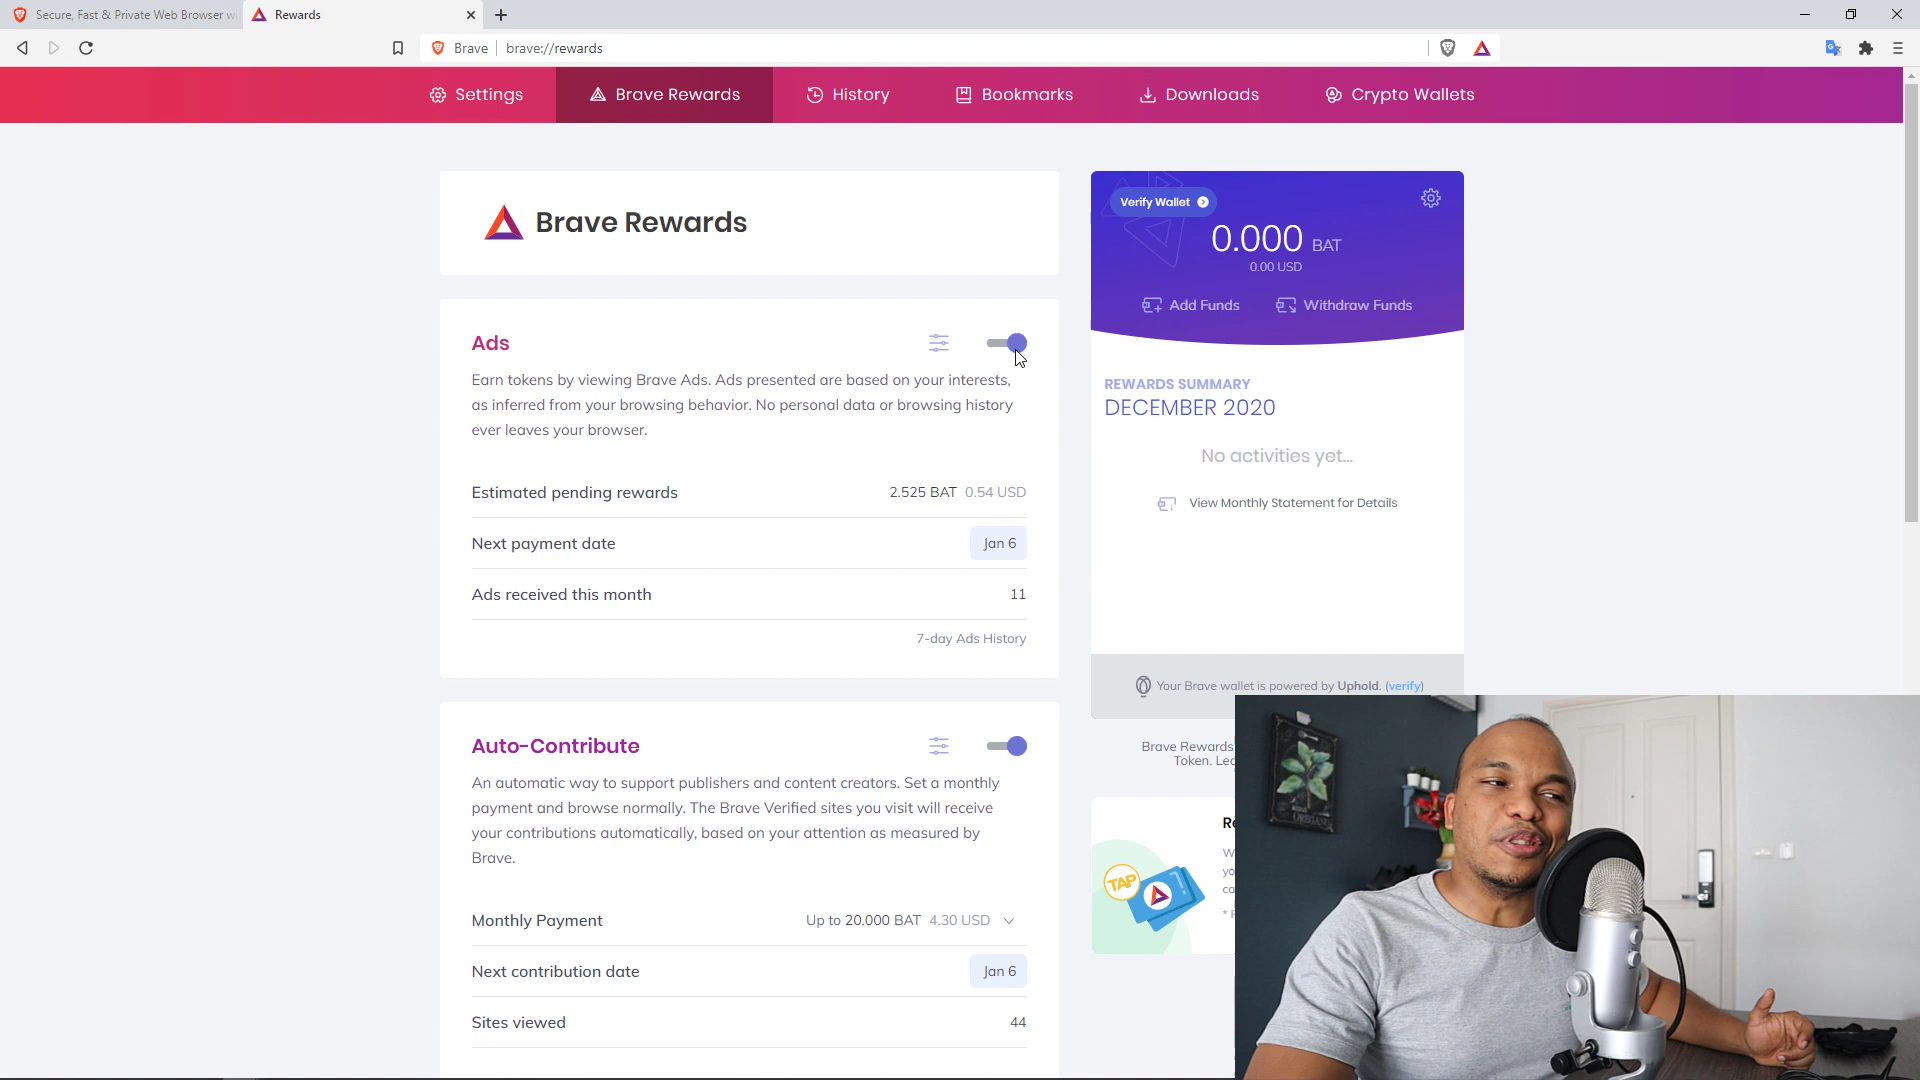 Secure, Fast & Private Web Browser w
Rewards
Brave
brave://rewards
Settings
Brave Rewards
History
Bookmarks
Downloads
Crypto Wallets
Brave Rewards
Ads
Earn tokens by viewing Brave Ads. Ads presented are based on your interests,
as inferred from your browsing behavior. No personal data or browsing history
ever leaves your browser.
Estimated pending rewards 2.525 BAT 0.54 USD
Next payment date Jan 6
Ads received this month 11
7-day Ads History
Auto-Contribute
An automatic way to support publishers and content creators. Set a monthly
payment and browse normally. The Brave Verified sites you visit will receive
your contributions automatically, based on your attention as measured by
Brave.
Monthly Payment Up to 20.000 BAT 4.30 USD
Next contribution date Jan 6
Sites viewed 44
Verify Wallet
0.000 BAT
0.00 USD
Add Funds
Withdraw Funds
REWARDS SUMMARY
DECEMBER 2020
No activities yet...
View Monthly Statement for Details
Your Brave wallet is powered by Uphold. (verify)
Brave Rewards
Token.
TAP
OREGANO